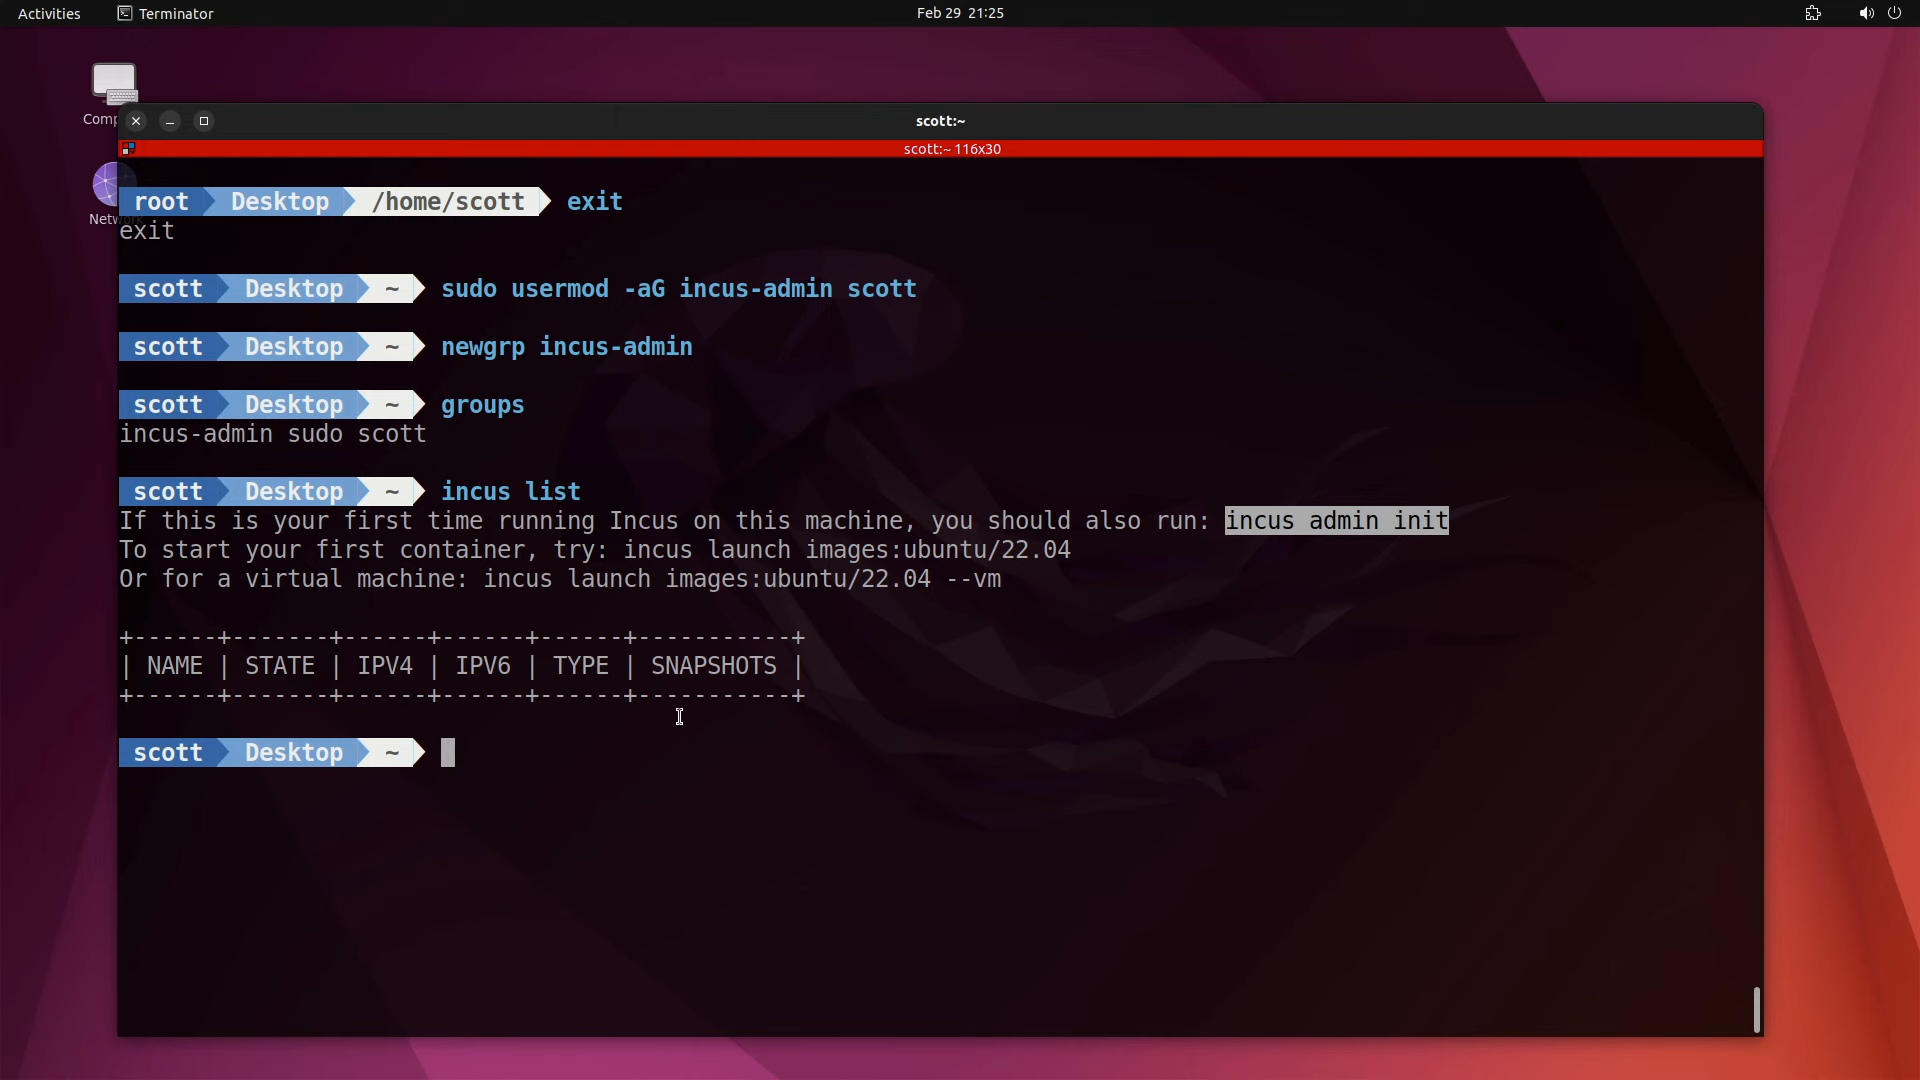 Activities Terminator Feb 29 21:25
scott:~
scott:~ 116x30
root Desktop /home/scott exit
exit
scott Desktop ~ sudo usermod -aG incus-admin scott
scott Desktop ~ newgrp incus-admin
scott Desktop ~ groups
incus-admin sudo scott
scott Desktop ~ incus list
If this is your first time running Incus on this machine, you should also run: incus admin init
To start your first container, try: incus launch images:ubuntu/22.04
Or for a virtual machine: incus launch images:ubuntu/22.04 --vm
+------+-------+------+------+------+-----------+
| NAME | STATE | IPV4 | IPV6 | TYPE | SNAPSHOTS |
+------+-------+------+------+------+-----------+
scott Desktop ~
Comp
Netw